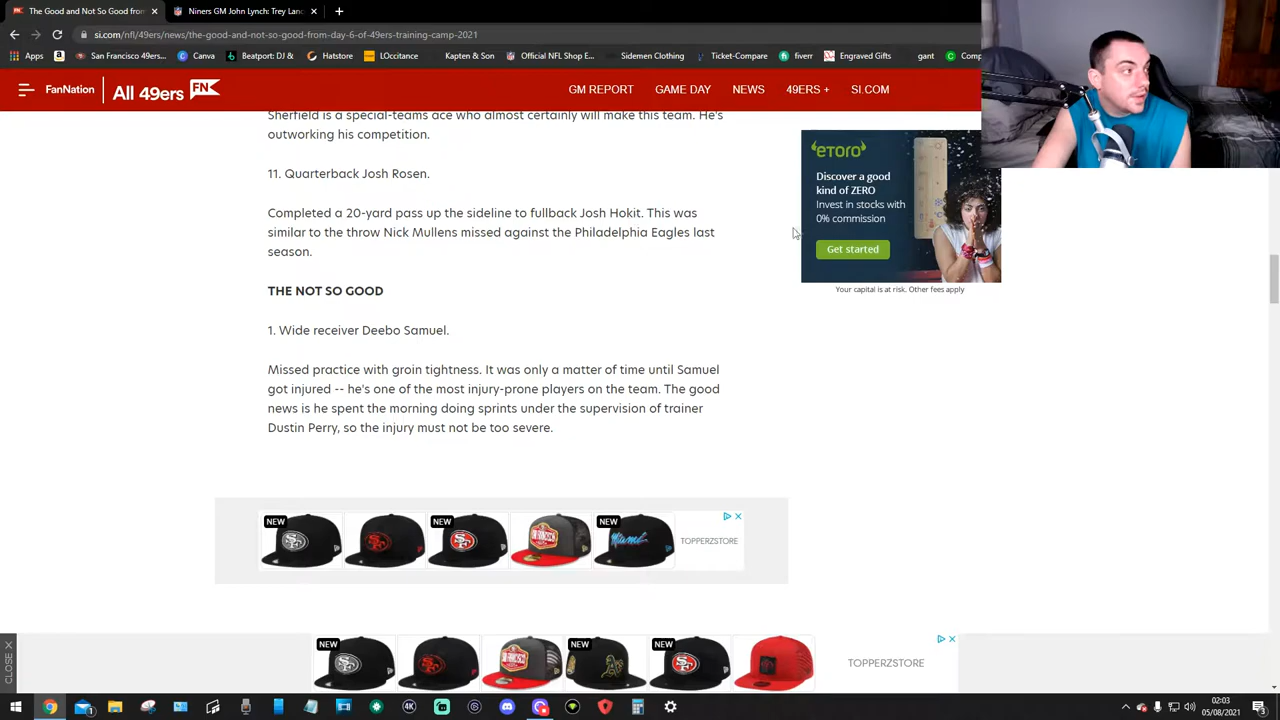 The Good and Not So Good from
Niners GM John Lynch: Trey Lanc
si.com/nfl/49ers/news/the-good-and-not-so-good-from-day-6-of-49ers-training-camp-2021
Apps
San Francisco 49ers...
Canva
Beatport: DJ &
Hatstore
LOccitance
Kapten & Son
Official NFL Shop E...
Sidemen Clothing
Ticket-Compare
fiverr
Engraved Gifts
gant
FanNation
All 49ers FN
GM REPORT
GAME DAY
NEWS
49ERS +
SI.COM
Sherfield is a special-teams ace who almost certainly will make this team. He's
outworking his competition.
11. Quarterback Josh Rosen.
Completed a 20-yard pass up the sideline to fullback Josh Hokit. This was
similar to the throw Nick Mullens missed against the Philadelphia Eagles last
season.
THE NOT SO GOOD
1. Wide receiver Deebo Samuel.
Missed practice with groin tightness. It was only a matter of time until Samuel
got injured -- he's one of the most injury-prone players on the team. The good
news is he spent the morning doing sprints under the supervision of trainer
Dustin Perry, so the injury must not be too severe.
eToro
Discover a good
kind of ZERO
Invest in stocks with
0% commission
Get started
Your capital is at risk. Other fees apply
NEW
NEW
NEW
TOPPERZSTORE
NEW
NEW
NEW
TOPPERZSTORE
CLOSE X
02:03
05/08/2021